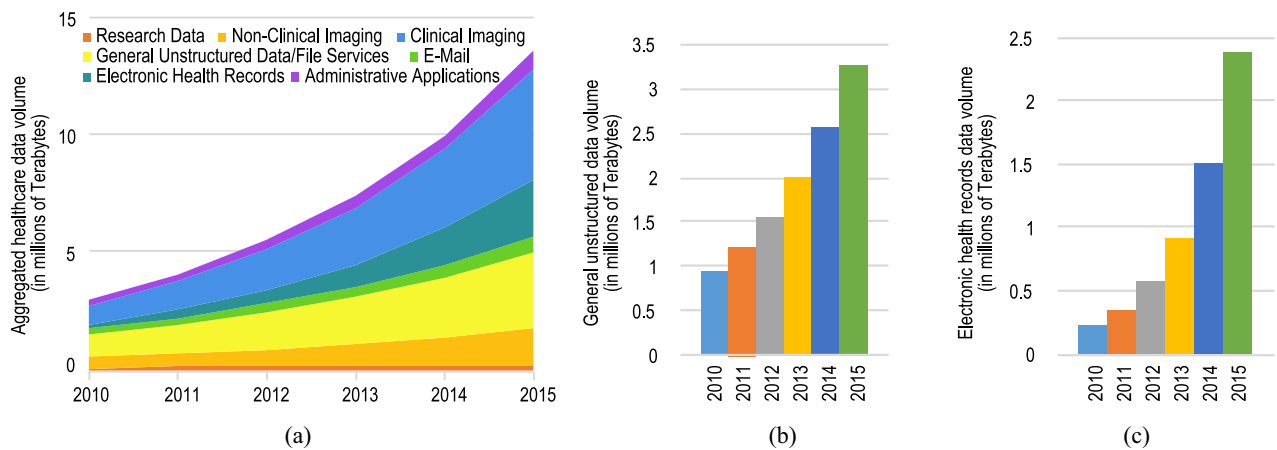 Aggregated healthcare data volume
(in millions of Terabytes)
15
10
5
0
Research Data Non-Clinical Imaging Clinical Imaging
General Unstructured Data/File Services E-Mail
Electronic Health Records Administrative Applications
2010 2011 2012 2013 2014 2015
(a)
General unstructured data volume
(in millions of Terabytes)
3.5
3
2.5
2
1.5
1
0.5
0
2010 2011 2012 2013 2014 2015
(b)
Electronic health records data volume
(in millions of Terabytes)
2.5
2
1.5
1
0.5
0
2010 2011 2012 2013 2014 2015
(c)